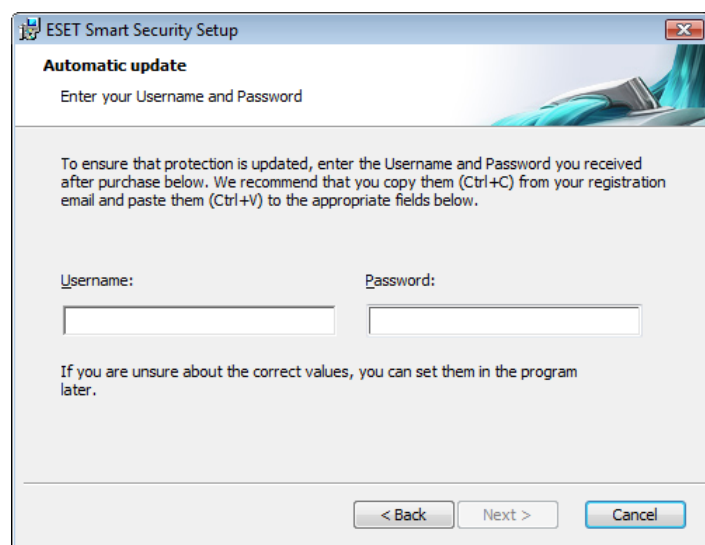 ESET Smart Security Setup
Automatic update
Enter your Username and Password
To ensure that protection is updated, enter the Username and Password you received
after purchase below. We recommend that you copy them (Ctrl+C) from your registration
email and paste them (Ctrl+V) to the appropriate fields below.
Username: Password:
If you are unsure about the correct values, you can set them in the program
later.
< Back Next > Cancel